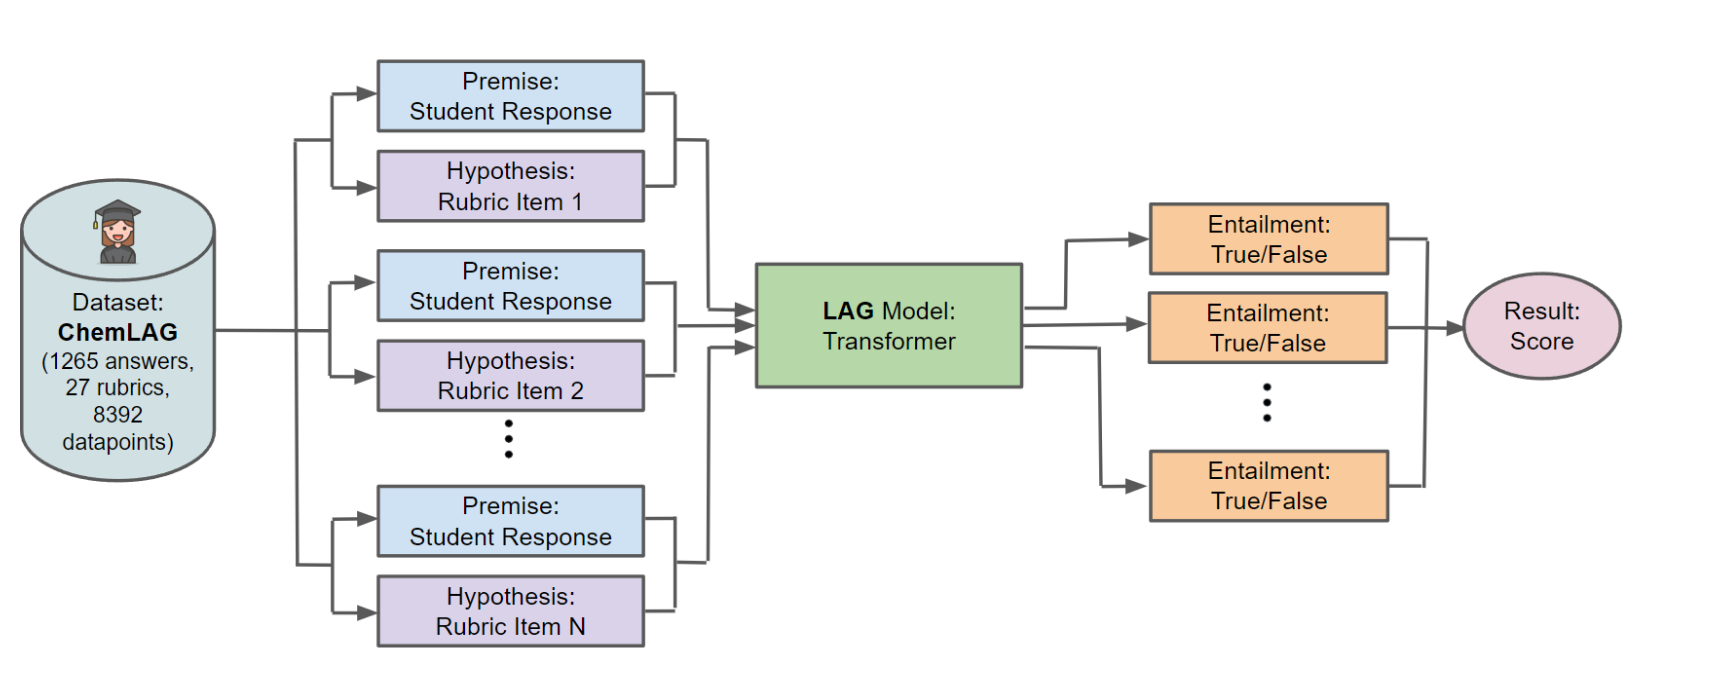 Dataset:
ChemLAG
(1265 answers,
27 rubrics,
8392
datapoints)
Premise:
Student Response
Hypothesis:
Rubric Item 1
Premise:
Student Response
Hypothesis:
Rubric Item 2
Premise:
Student Response
Hypothesis:
Rubric Item N
LAG Model:
Transformer
Entailment:
True/False
Entailment:
True/False
Entailment:
True/False
Result:
Score